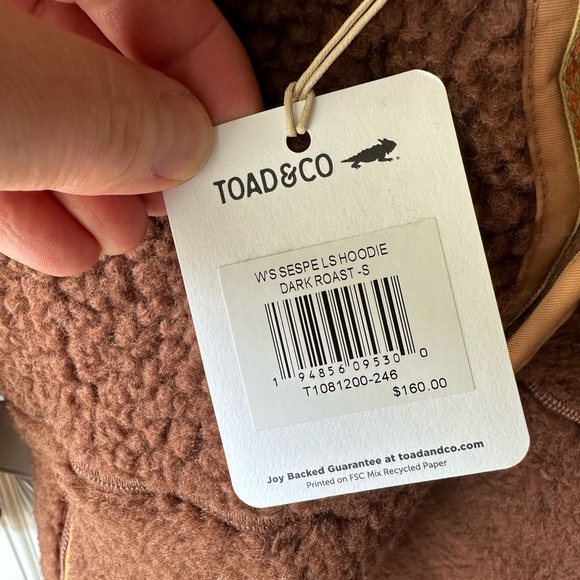 TOAD&CO
W'S SESPE LS HOODIE
DARK ROAST -S
1 94856 09530 0
T1081200-246
$160.00
Joy Backed Guarantee at toadandco.com
Printed on FSC Mix Recycled Paper